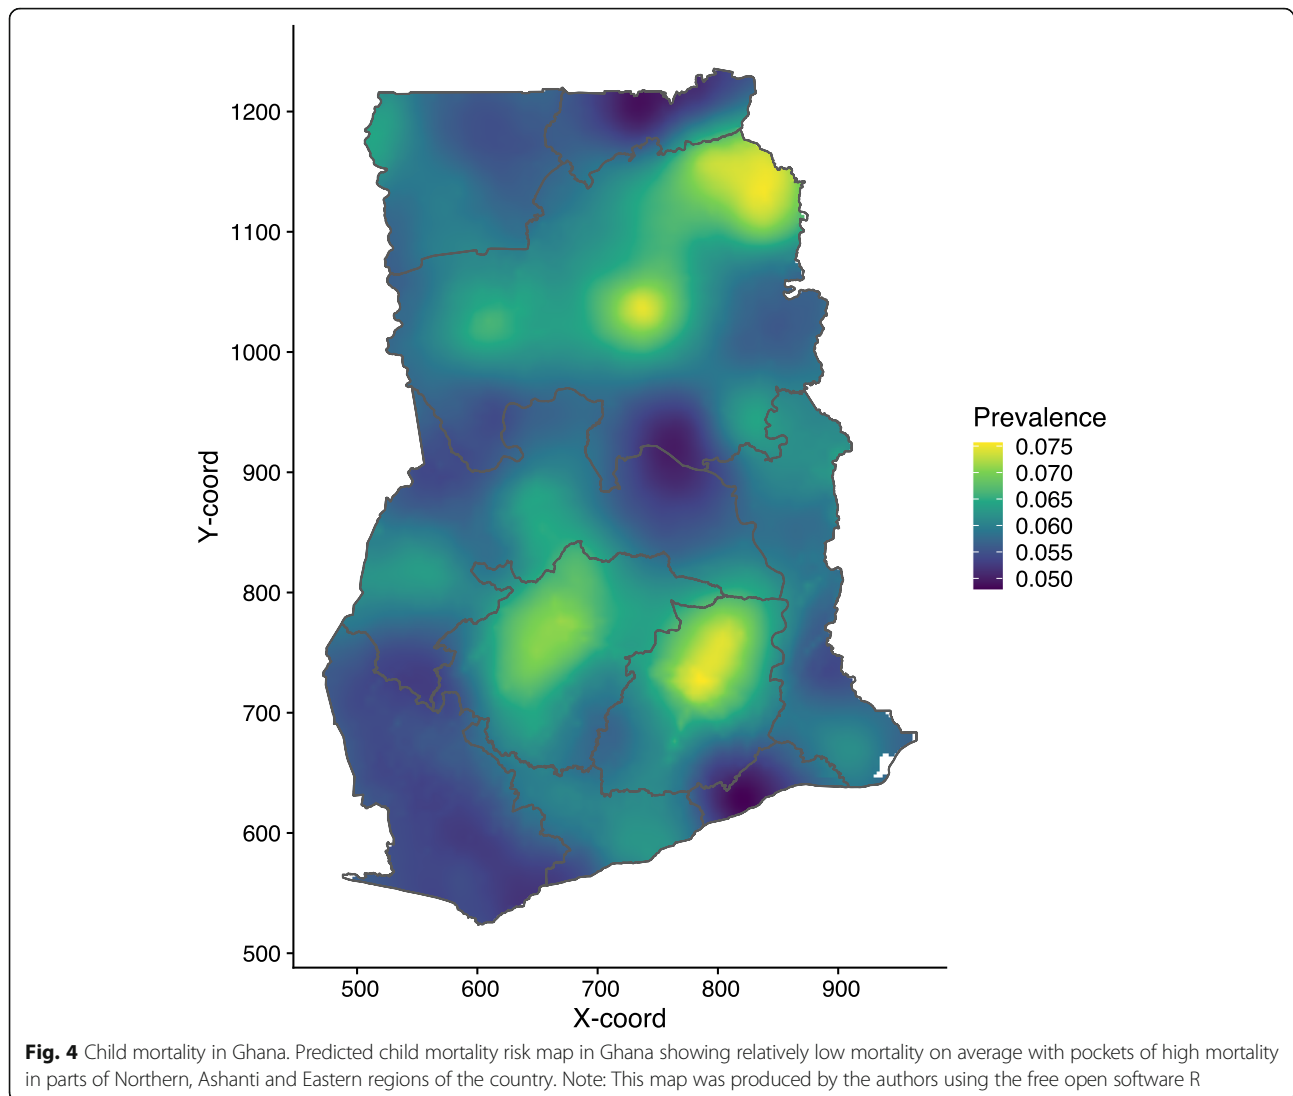 1200
1100
1000
900
800
700
600
500
Y-coord
500 600 700 800 900
X-coord
Prevalence
0.075
0.070
0.065
0.060
0.055
0.050
Fig. 4 Child mortality in Ghana. Predicted child mortality risk map in Ghana showing relatively low mortality on average with pockets of high mortality
in parts of Northern, Ashanti and Eastern regions of the country. Note: This map was produced by the authors using the free open software R